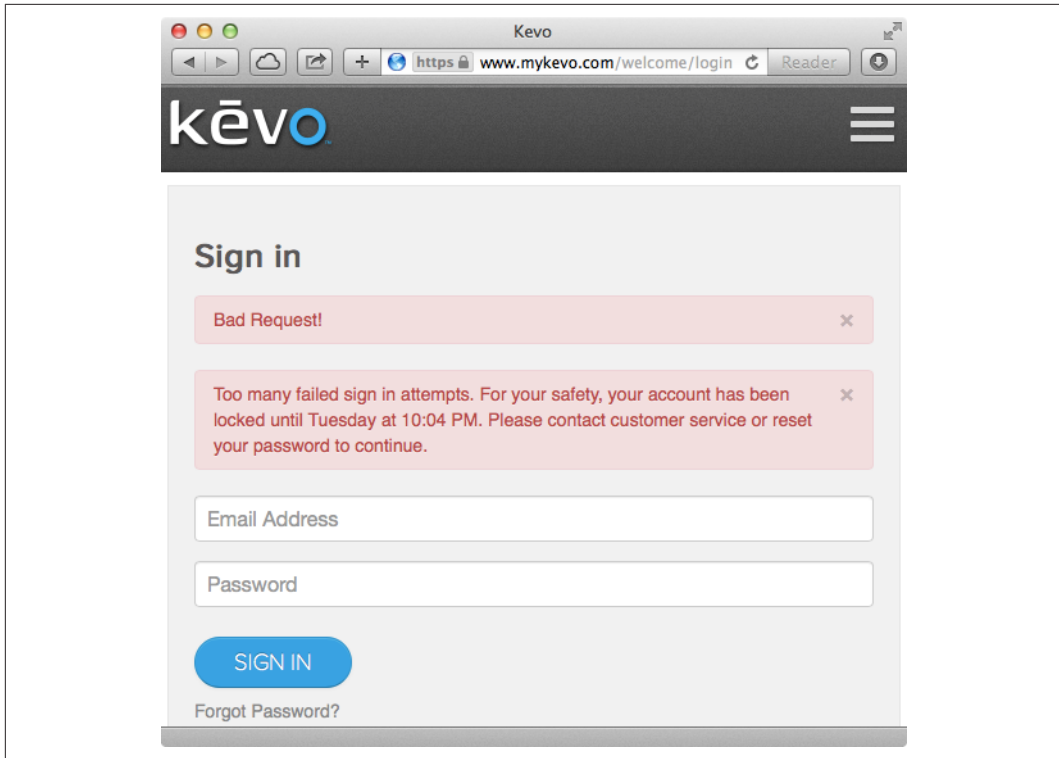 Kevo
https www.mykevo.com/welcome/login Reader
kēvo
Sign in
Bad Request!
Too many failed sign in attempts. For your safety, your account has been
locked until Tuesday at 10:04 PM. Please contact customer service or reset
your password to continue.
Email Address
Password
SIGN IN
Forgot Password?